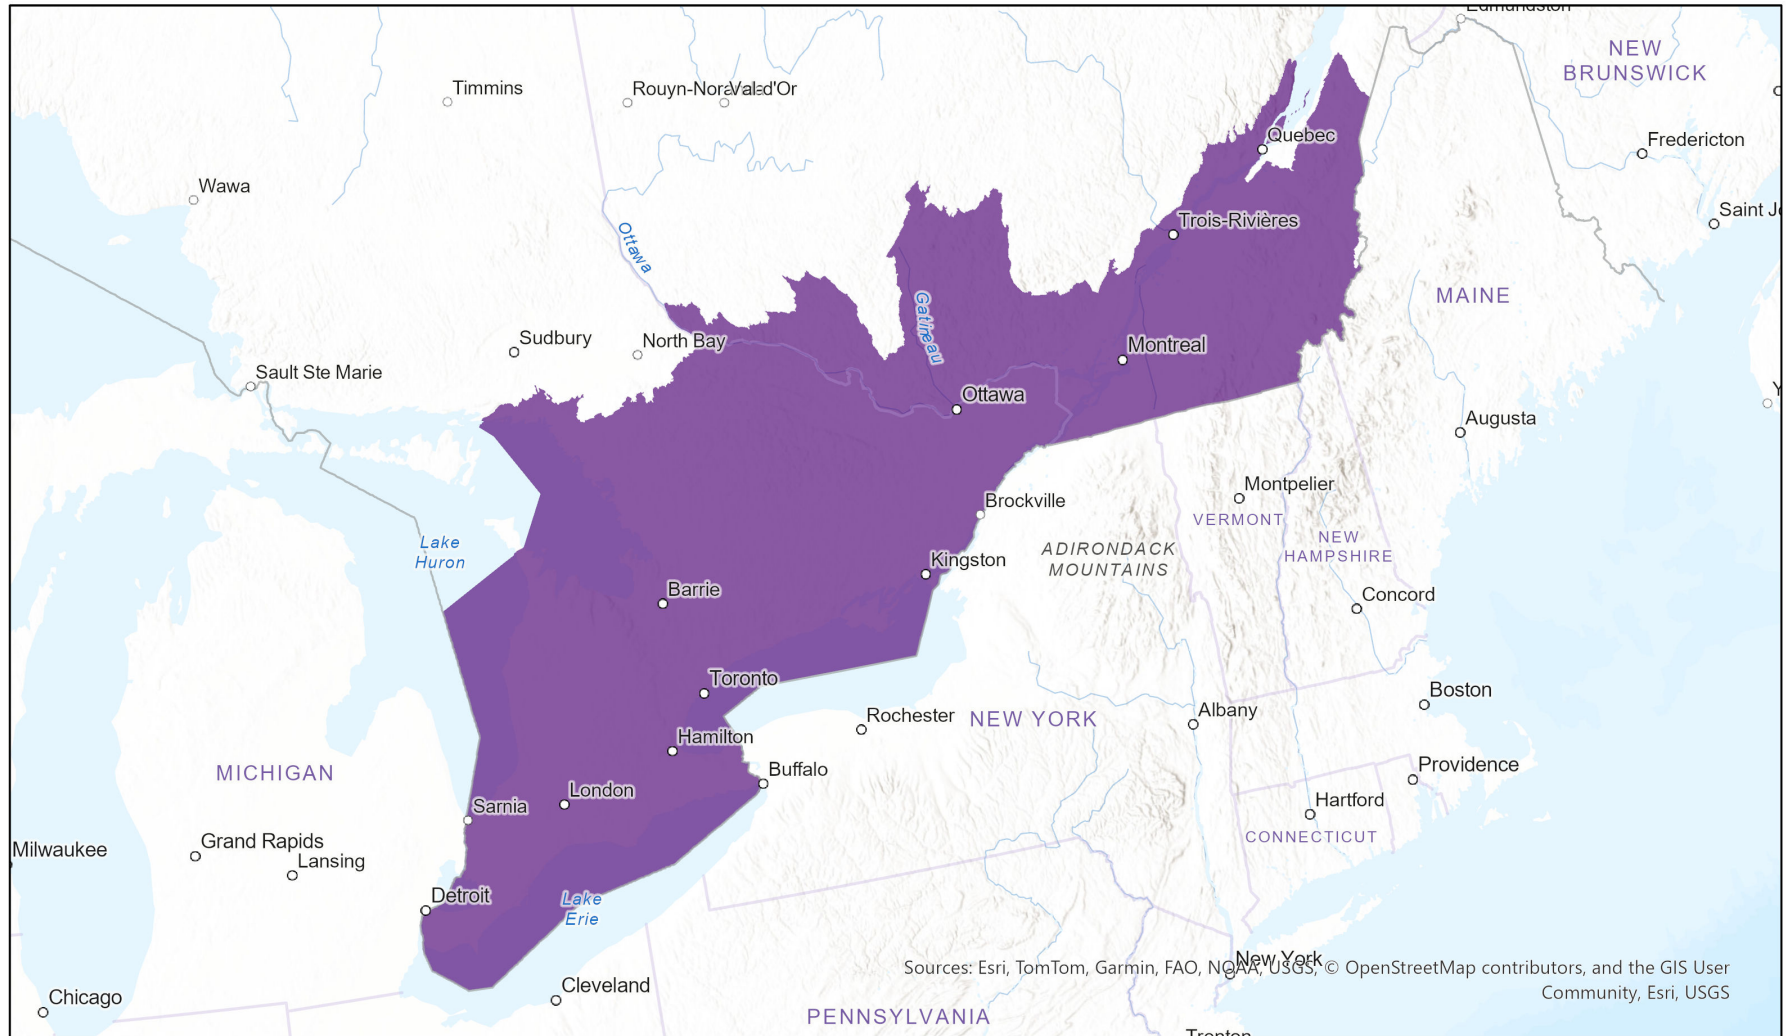 Edmundston
NEW
BRUNSWICK
Timmins
Rouyn-Noranda
Val-d'Or
Quebec
Fredericton
Wawa
Saint J
Trois-Rivières
Ottawa
MAINE
Gatineau
Sudbury
North Bay
Montreal
Sault Ste Marie
Ottawa
Y
Augusta
Brockville
Montpelier
VERMONT
Lake
Huron
NEW
HAMPSHIRE
ADIRONDACK
MOUNTAINS
Kingston
Barrie
Concord
Toronto
Boston
Rochester
NEW YORK
Albany
Hamilton
Buffalo
Providence
MICHIGAN
London
Sarnia
Hartford
CONNECTICUT
Grand Rapids
Milwaukee
Lansing
Detroit
Lake
Erie
New York
Sources: Esri, TomTom, Garmin, FAO, NOAA, USGS, © OpenStreetMap contributors, and the GIS User
Community, Esri, USGS
Cleveland
Chicago
PENNSYLVANIA
Trenton